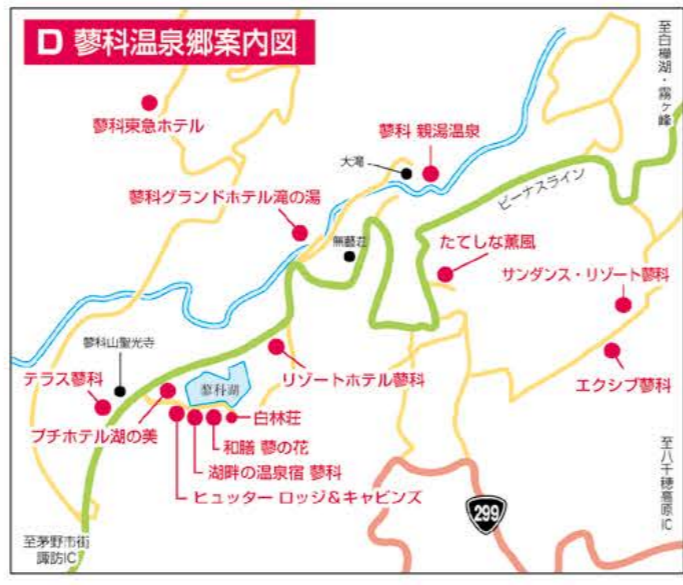 D 蓼科温泉郷案内図
至白樺湖・霧ヶ峰
蓼科東急ホテル
蓼科 親湯温泉
大滝
ビーナスライン
蓼科グランドホテル滝の湯
無藝荘
たてしな薫風
サンダンス・リゾート蓼科
蓼科山聖光寺
テラス蓼科
蓼科湖
リゾートホテル蓼科
エクシブ蓼科
プチホテル湖の美
白林荘
和膳 蓼の花
湖畔の温泉宿 蓼科
ヒュッター ロッジ&キャビンズ
299
至八千穂高原IC
至茅野市街
諏訪IC